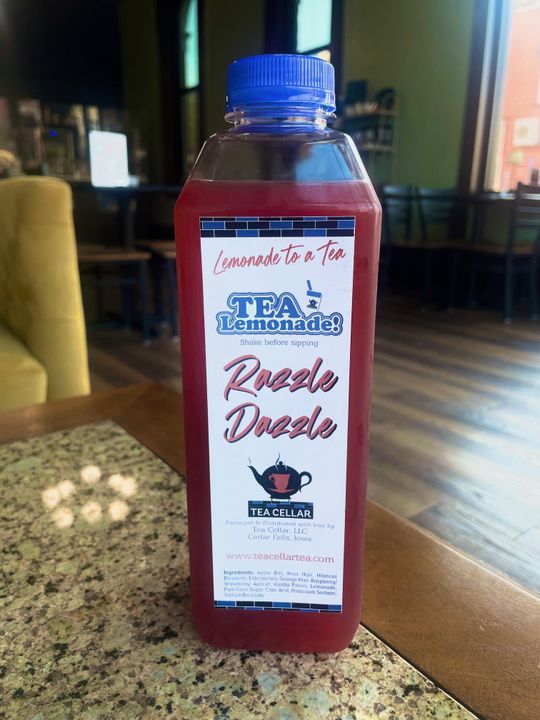 Lemonade to a Tea
TEA
Lemonade!
Shake before sipping
Razzle
Dazzle
TEA CELLAR
Packaged & Distributed with love by
Tea Cellar, LLC
Cedar Falls, Iowa
www.teacellartea.com
Ingredients: Apple Bits, Rose Hips, Hibiscus
Blossoms, Elderberries, Orange Peel, Raspberry/
Strawberry Apricot, Vanilla Pieces, Lemonade,
Pure Cane Sugar, Citric Acid, Potassium Sorbate,
Sodium Benzoate